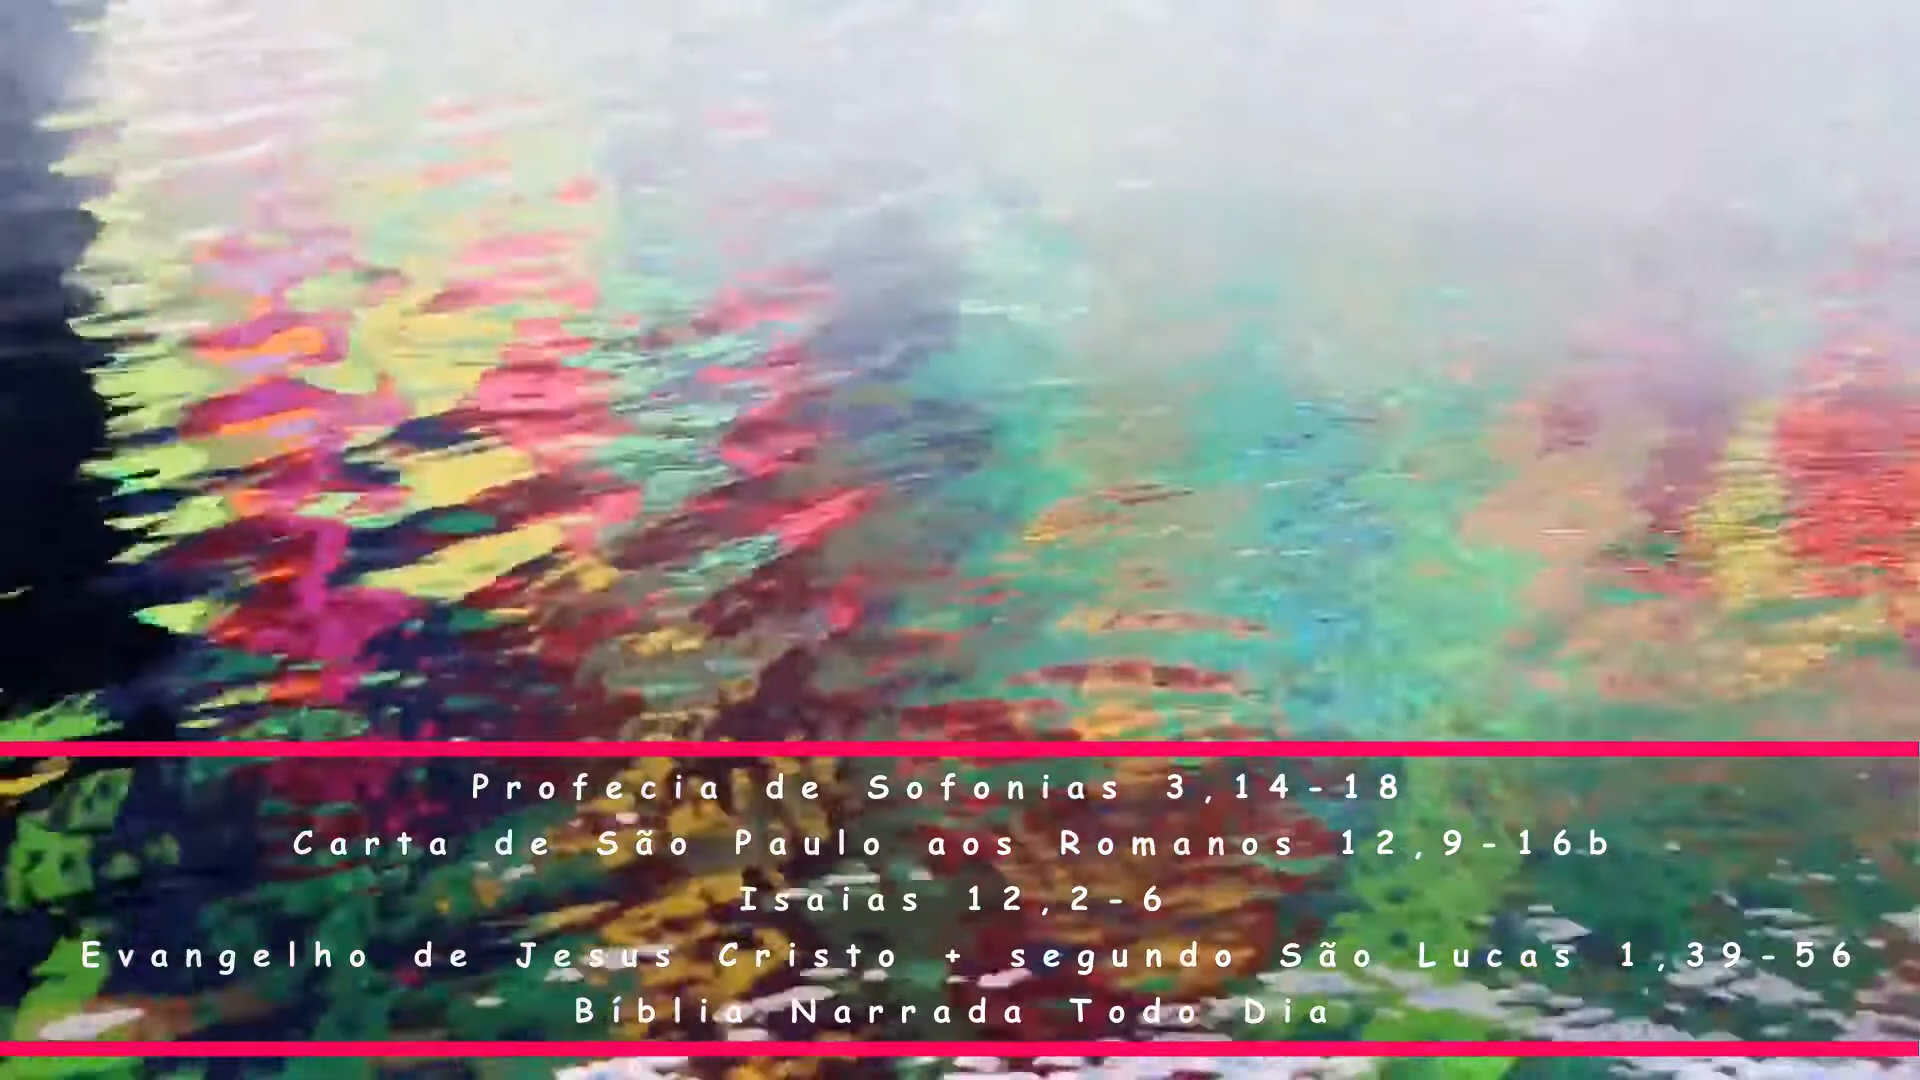 Profecia de Sofonias 3,14-18
Carta de São Paulo aos Romanos 12,9-16b
Isaias 12,2-6
Evangelho de Jesus Cristo + segundo São Lucas 1,39-56
Bíblia Narrada Todo Dia